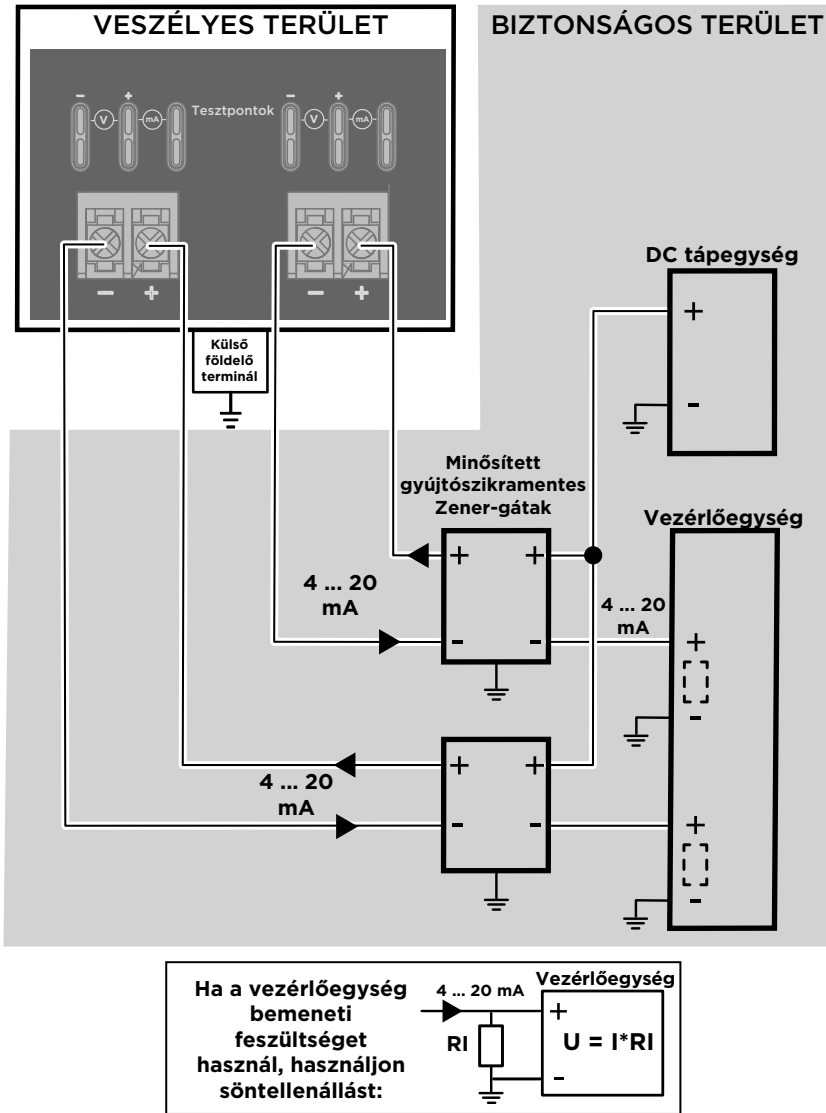 VESZÉLYES TERÜLET
BIZTONSÁGOS TERÜLET
- + - +
V mA Tesztpontok V mA
- + - +
Külső
földelő
terminál
DC tápegység
+
-
Minősített
gyújtószikramentes
Zener-gátak
Vezérlőegység
+ +
4 ... 20
mA
4 ... 20
mA
- -
+
-
+ +
4 ... 20
mA
- -
+
-
Ha a vezérlőegység
bemeneti
feszültséget
használ, használjon
söntellenállást:
4 ... 20 mA
Vezérlőegység
+
RI
U = I*RI
-